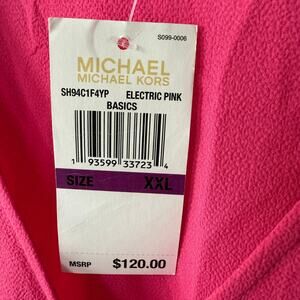 S099-0006
MICHAEL
MICHAEL KORS
SH94C1F4YP ELECTRIC PINK
BASICS
1 93599 33723 4
SIZE XXL
MSRP $120.00